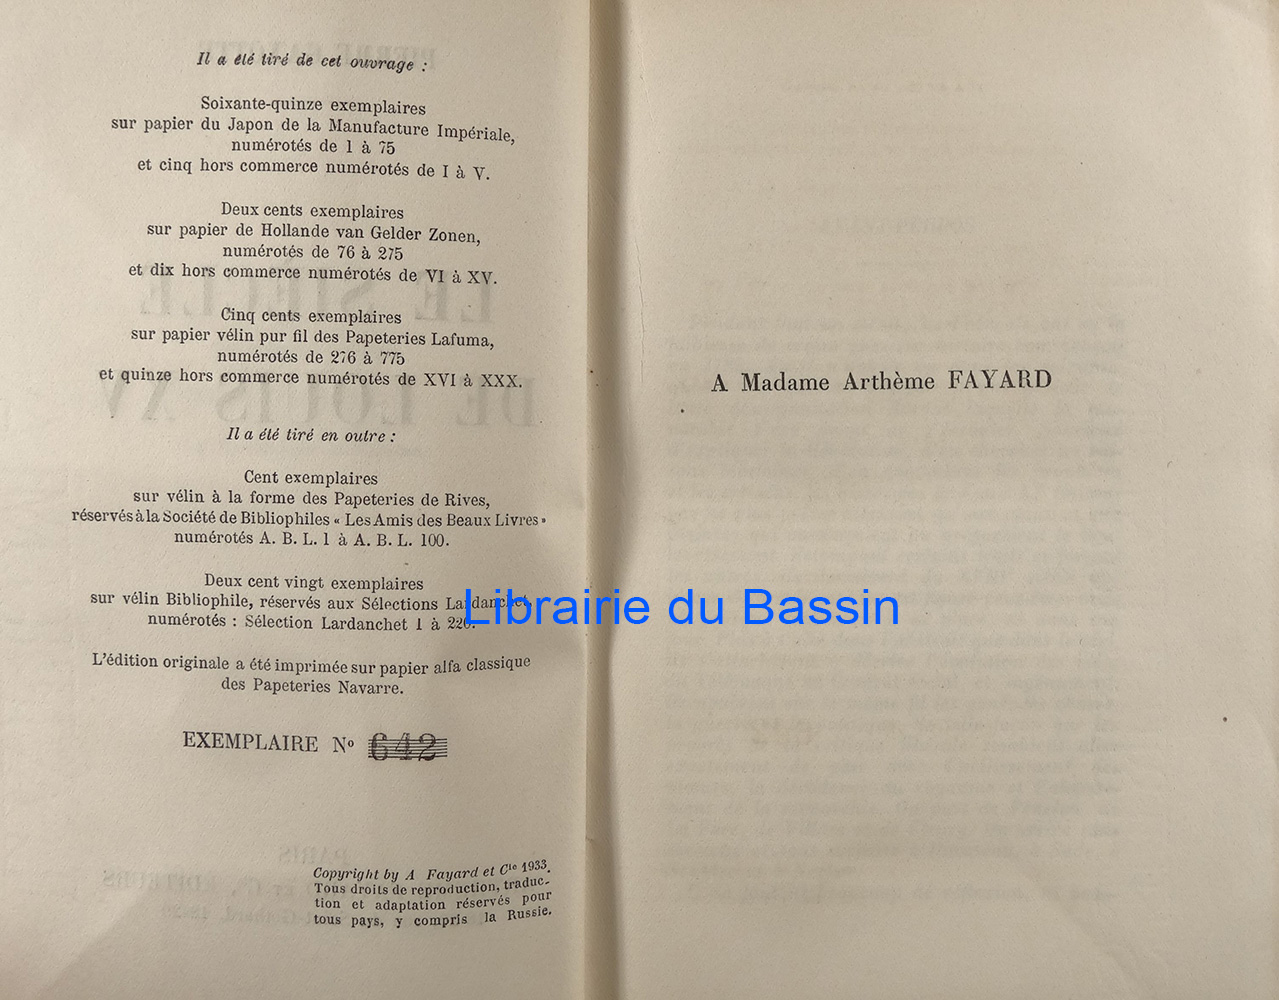 Il a été tiré de cet ouvrage :
Soixante-quinze exemplaires
sur papier du Japon de la Manufacture Impériale,
numérotés de 1 à 75
et cinq hors commerce numérotés de I à V.
Deux cents exemplaires
sur papier de Hollande van Gelder Zonen,
numérotés de 76 à 275
et dix hors commerce numérotés de VI à XV.
Cinq cents exemplaires
sur papier vélin pur fil des Papeteries Lafuma,
numérotés de 276 à 775
et quinze hors commerce numérotés de XVI à XXX.
Il a été tiré en outre :
Cent exemplaires
sur vélin à la forme des Papeteries de Rives,
réservés à la Société de Bibliophiles « Les Amis des Beaux Livres »
numérotés A. B. L. 1 à A. B. L. 100.
Deux cent vingt exemplaires
sur vélin Bibliophile, réservés aux Sélections Lardanchet,
numérotés : Sélection Lardanchet 1 à 220.
L'édition originale a été imprimée sur papier alfa classique
des Papeteries Navarre.
EXEMPLAIRE Nº 642
Copyright by A Fayard et Cie 1933.
Tous droits de reproduction, traduc-
tion et adaptation réservés pour
tous pays, y compris la Russie.
A Madame Arthème FAYARD
Librairie du Bassin